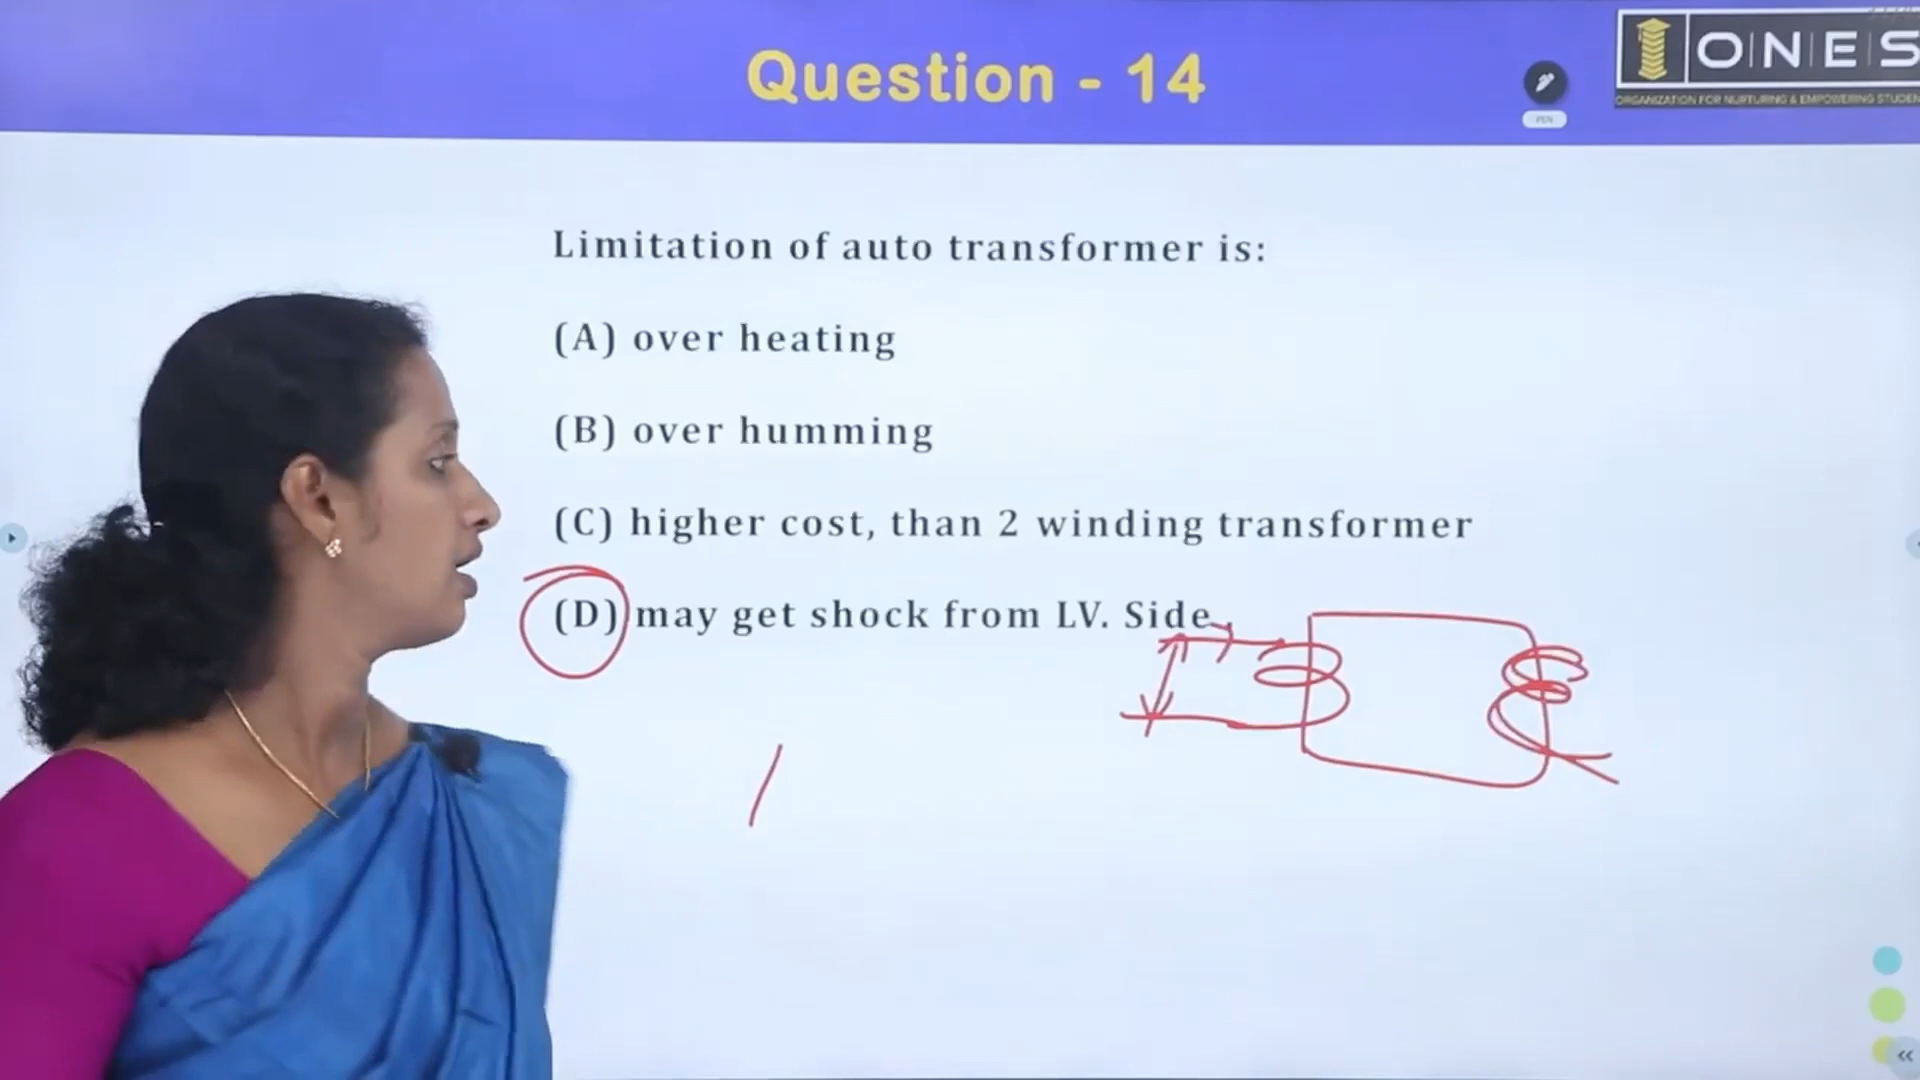 Question - 14
PEN
ONES
ORGANIZATION FOR NURTURING & EMPOWERING STUDEN
Limitation of auto transformer is:
(A) over heating
(B) over humming
(C) higher cost, than 2 winding transformer
(D) may get shock from LV. Side